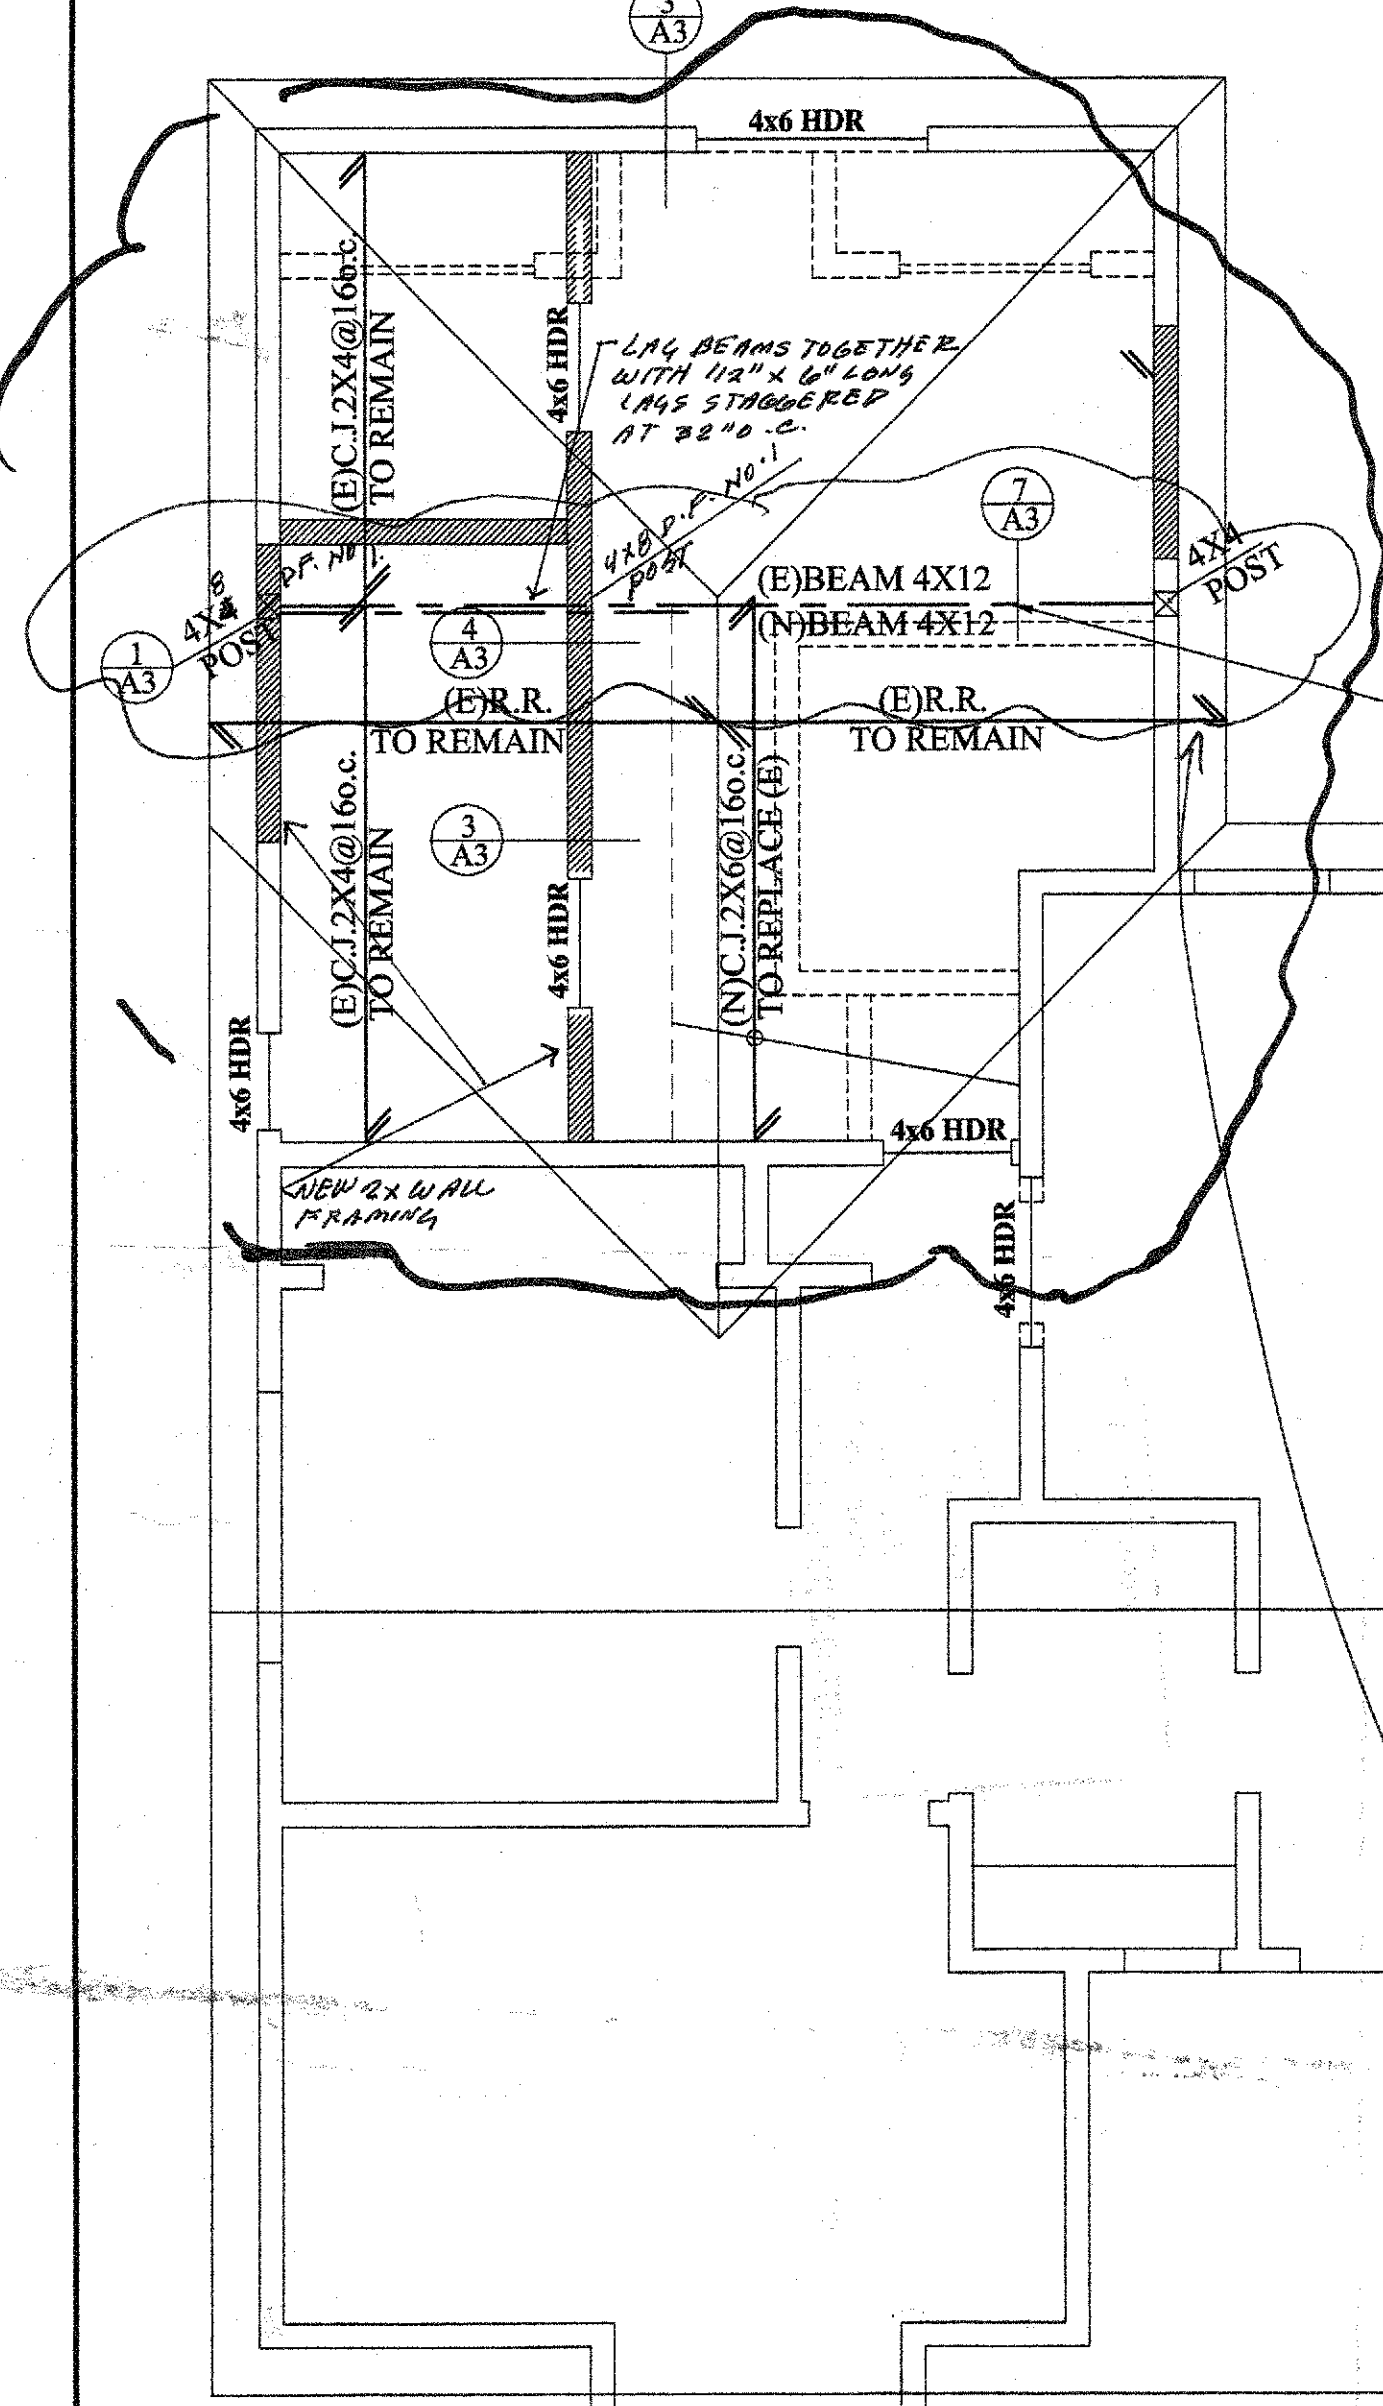 3
A3
4x6 HDR
(E)C.J.2X4@16o.c.
TO REMAIN
4x6 HDR
LAG BEAMS TOGETHER
WITH 1/2" X 6" LONG
LAGS STAGGERED
AT 32" O.C.
4X8 D.F. NO.1
POST
7
A3
4X4
POST
DF. NO 1.
4X8
POST
1
A3
(E)BEAM 4X12
(N)BEAM 4X12
4
A3
(E)R.R.
TO REMAIN
(E)R.R.
TO REMAIN
(E)C.J.2X4@16o.c.
TO REMAIN
3
A3
4x6 HDR
(N)C.J.2X6@16o.c.
TO REPLACE (E)
4x6 HDR
4x6 HDR
NEW 2X WALL
FRAMING
4x6 HDR